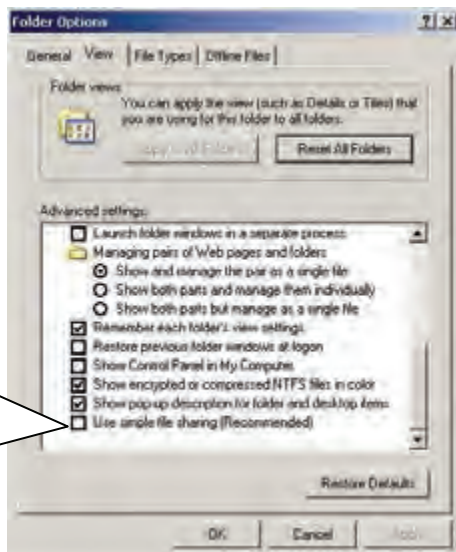 Folder Options
General View File Types Offline Files
Folder views
You can apply the view (such as Details or Tiles) that
you are using for this folder to all folders.
Reset All Folders
Advanced settings:
Launch folder windows in a separate process
Managing pairs of Web pages and folders
Show and manage the pair as a single file
Show both parts and manage them individually
Show both parts but manage as a single file
Remember each folder's view settings
Restore previous folder windows at logon
Show Control Panel in My Computer
Show encrypted or compressed NTFS files in color
Show pop-up description for folder and desktop items
Use simple file sharing (Recommended)
Restore Defaults
OK Cancel Apply